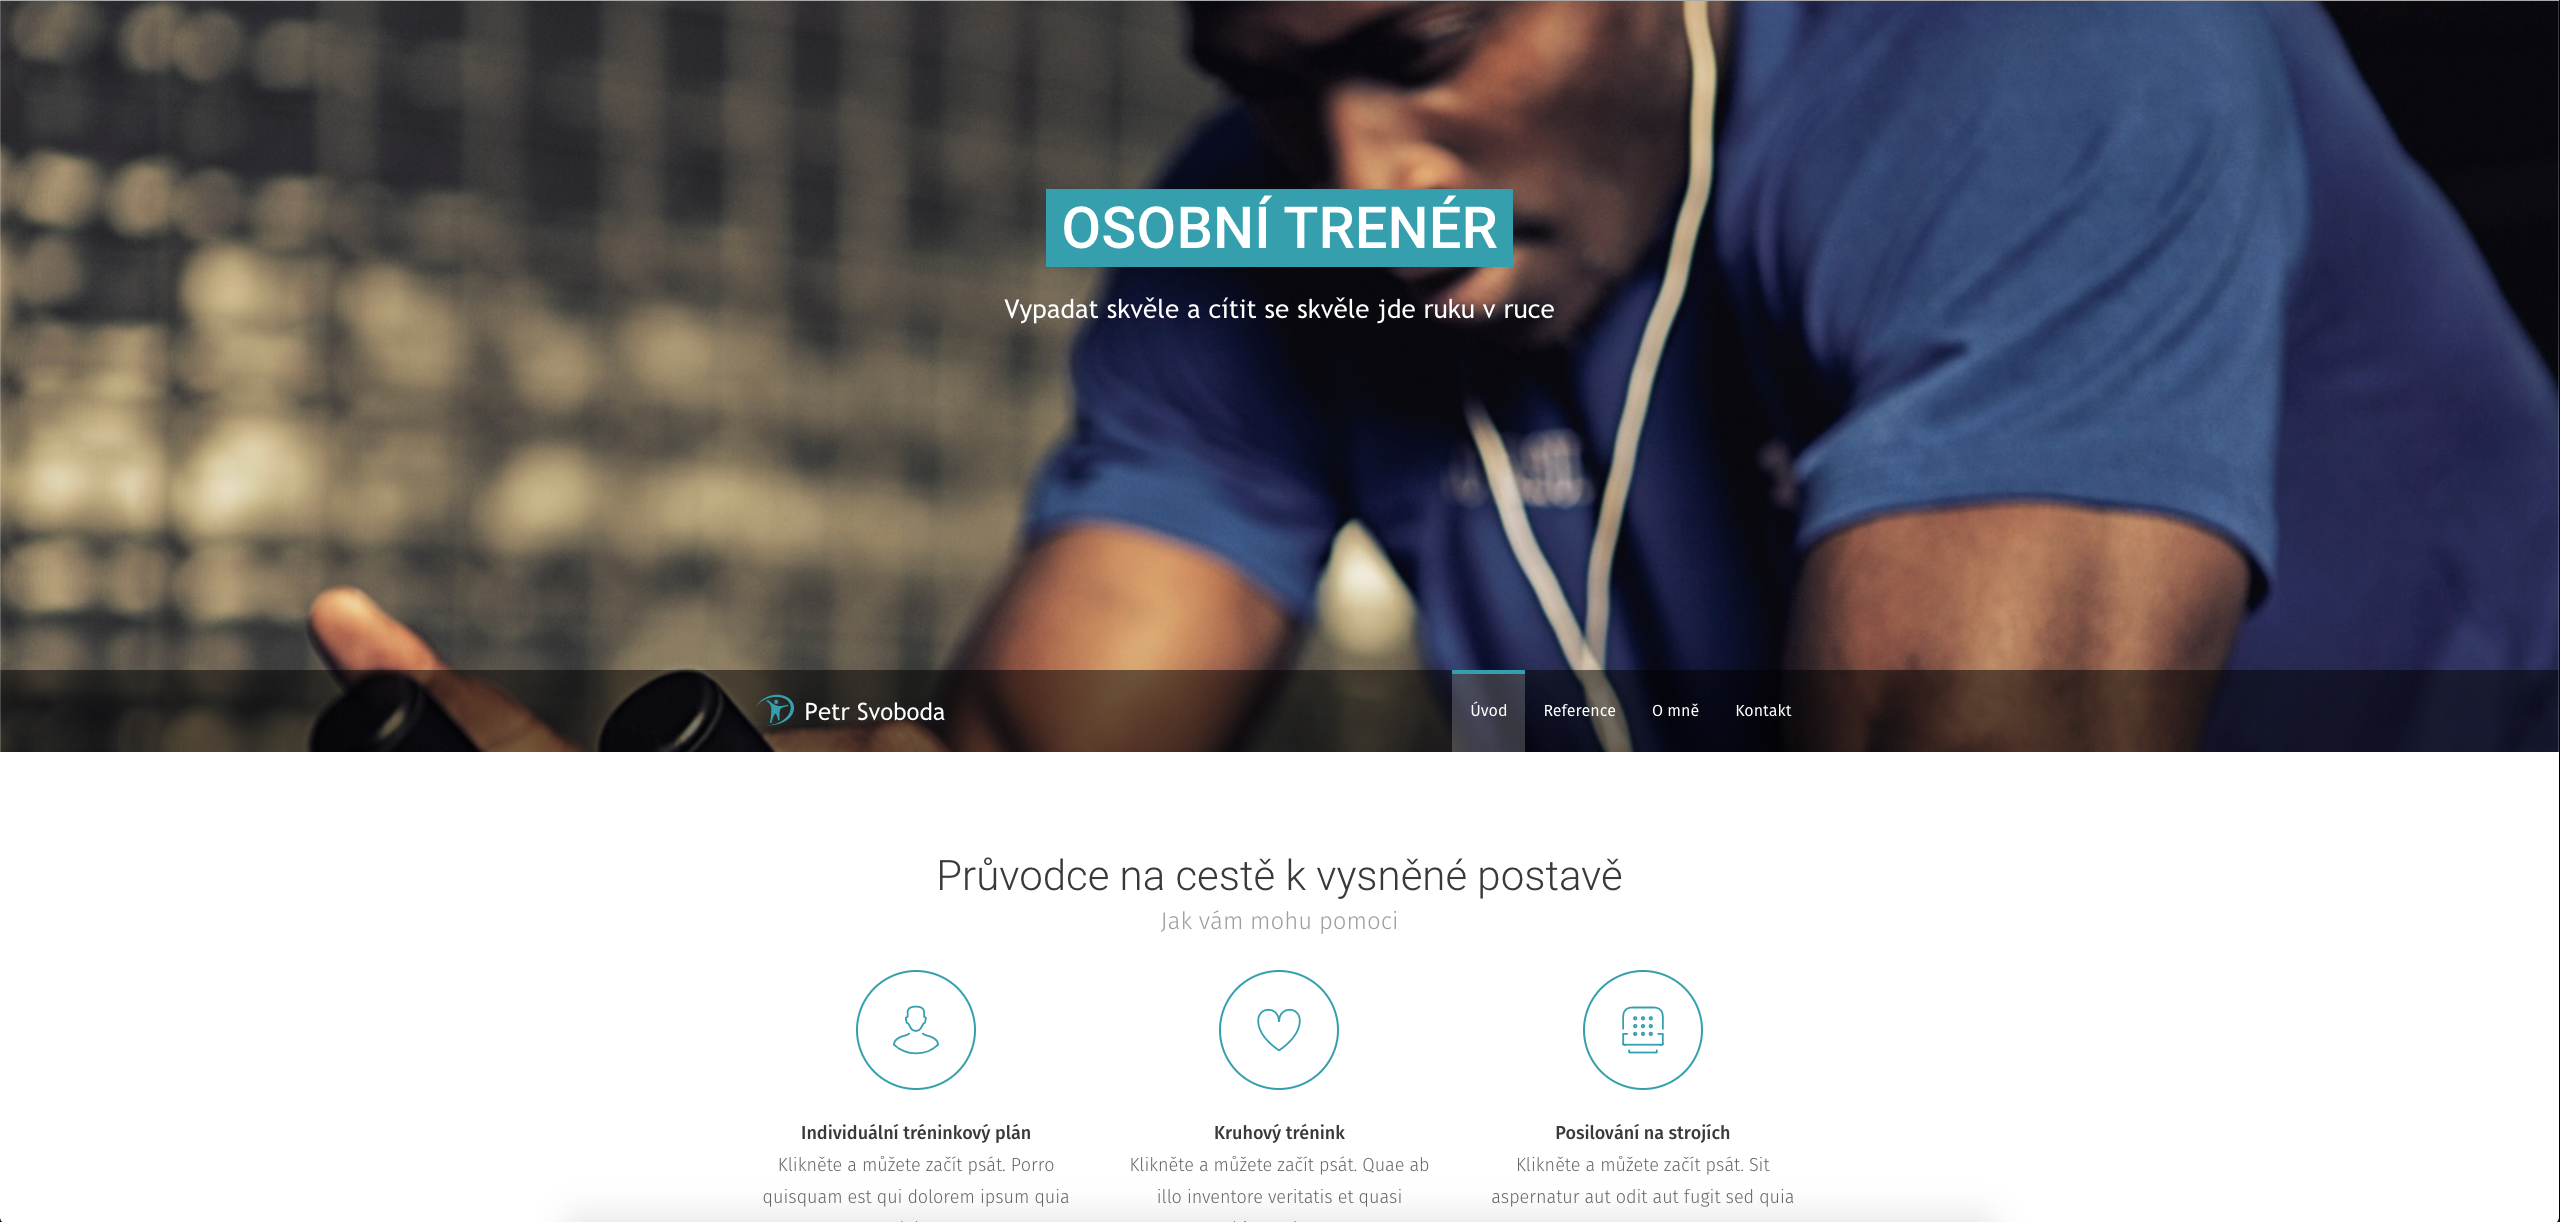 OSOBNÍ TRENÉR
Vypadat skvěle a cítit se skvěle jde ruku v ruce
Petr Svoboda
Úvod
Reference
O mně
Kontakt
Průvodce na cestě k vysněné postavě
Jak vám mohu pomoci
Individuální tréninkový plán
Klikněte a můžete začít psát. Porro
quisquam est qui dolorem ipsum quia
Kruhový trénink
Klikněte a můžete začít psát. Quae ab
illo inventore veritatis et quasi
Posilování na strojích
Klikněte a můžete začít psát. Sit
aspernatur aut odit aut fugit sed quia